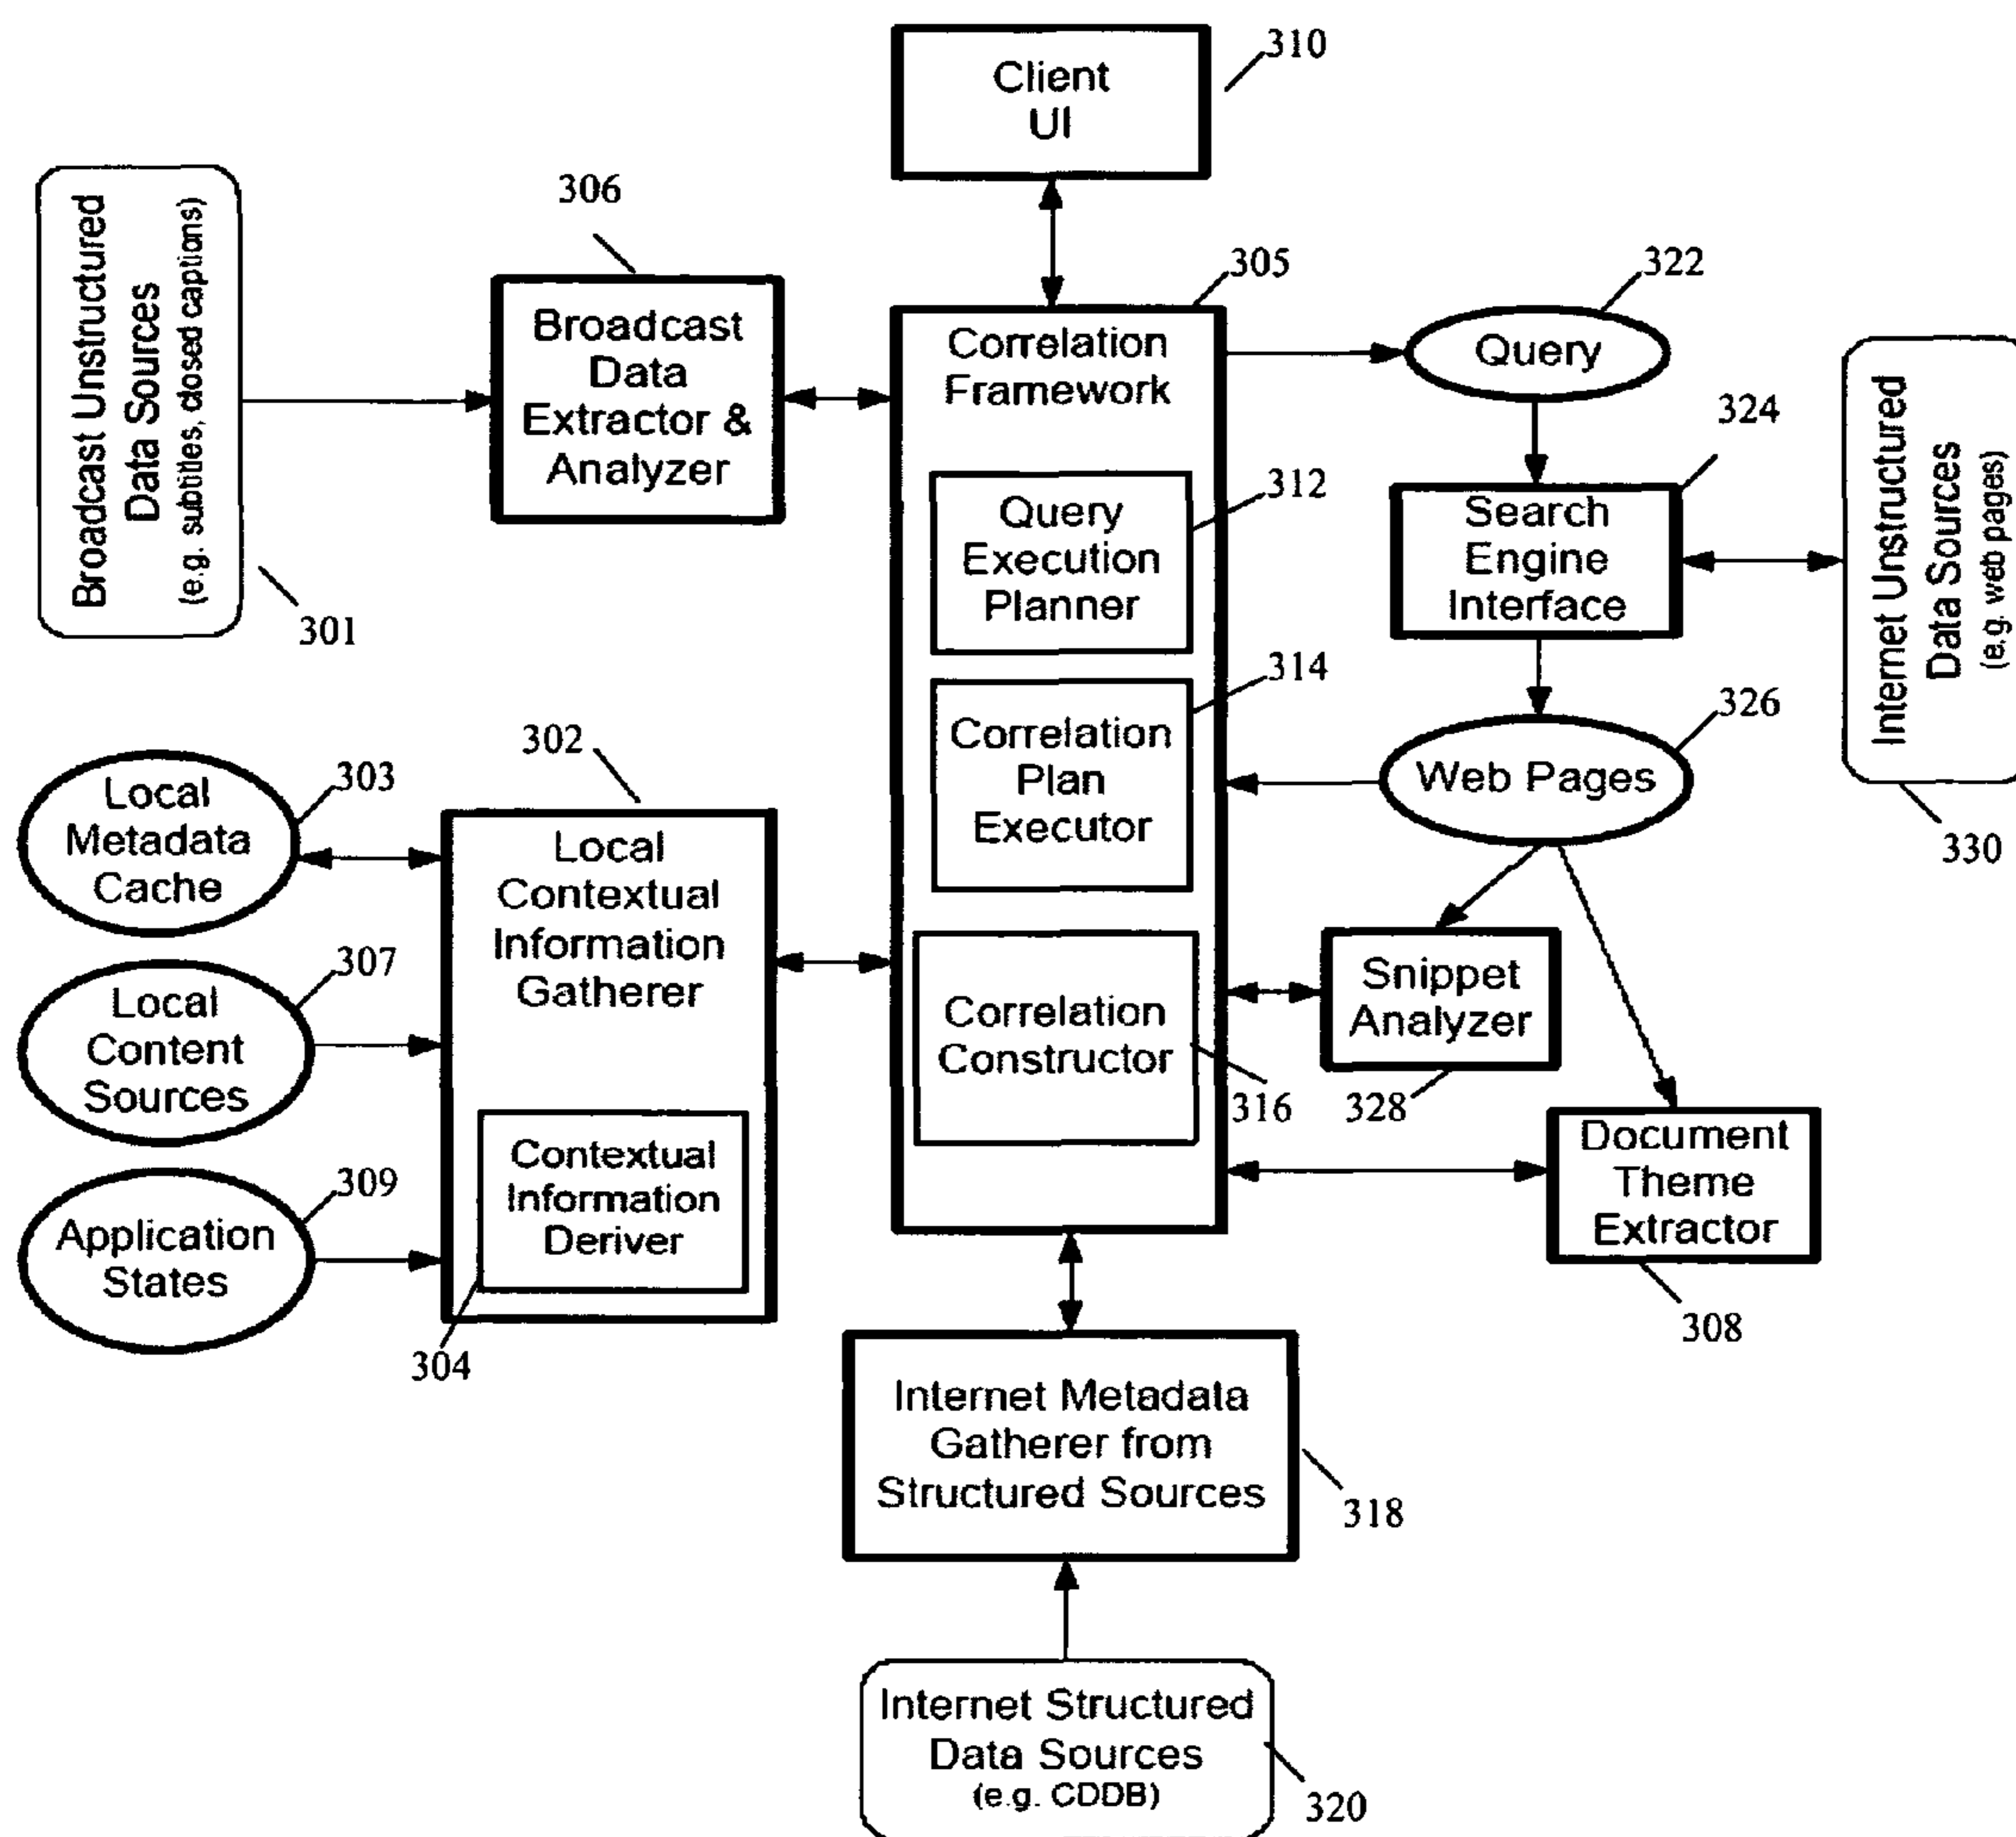 Client
UI
310
Broadcast Unstructured
Data Sources
(e.g. subtitles, closed captions)
301
306
Broadcast
Data
Extractor &
Analyzer
305
Correlation
Framework
Query
Execution
Planner
312
Correlation
Plan
Executor
314
Correlation
Constructor
316
322
Query
324
Search
Engine
Interface
326
Web Pages
Internet Unstructured
Data Sources
(e.g. web pages)
330
Snippet
Analyzer
328
Document
Theme
Extractor
308
302
Local
Contextual
Information
Gatherer
Contextual
Information
Deriver
304
Local
Metadata
Cache
303
Local
Content
Sources
307
Application
States
309
Internet Metadata
Gatherer from
Structured Sources
318
Internet Structured
Data Sources
(e.g. CDDB)
320